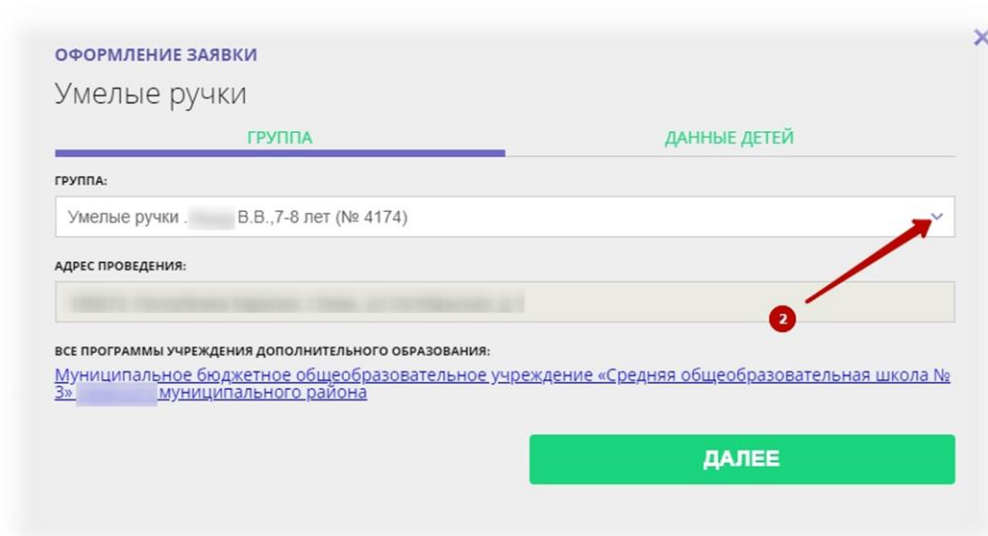 ОФОРМЛЕНИЕ ЗАЯВКИ
Умелые ручки
ГРУППА ДАННЫЕ ДЕТЕЙ
ГРУППА:
Умелые ручки . В.В.,7-8 лет (№ 4174)
АДРЕС ПРОВЕДЕНИЯ:
2
ВСЕ ПРОГРАММЫ УЧРЕЖДЕНИЯ ДОПОЛНИТЕЛЬНОГО ОБРАЗОВАНИЯ:
Муниципальное бюджетное общеобразовательное учреждение «Средняя общеобразовательная школа №
3» муниципального района
ДАЛЕЕ